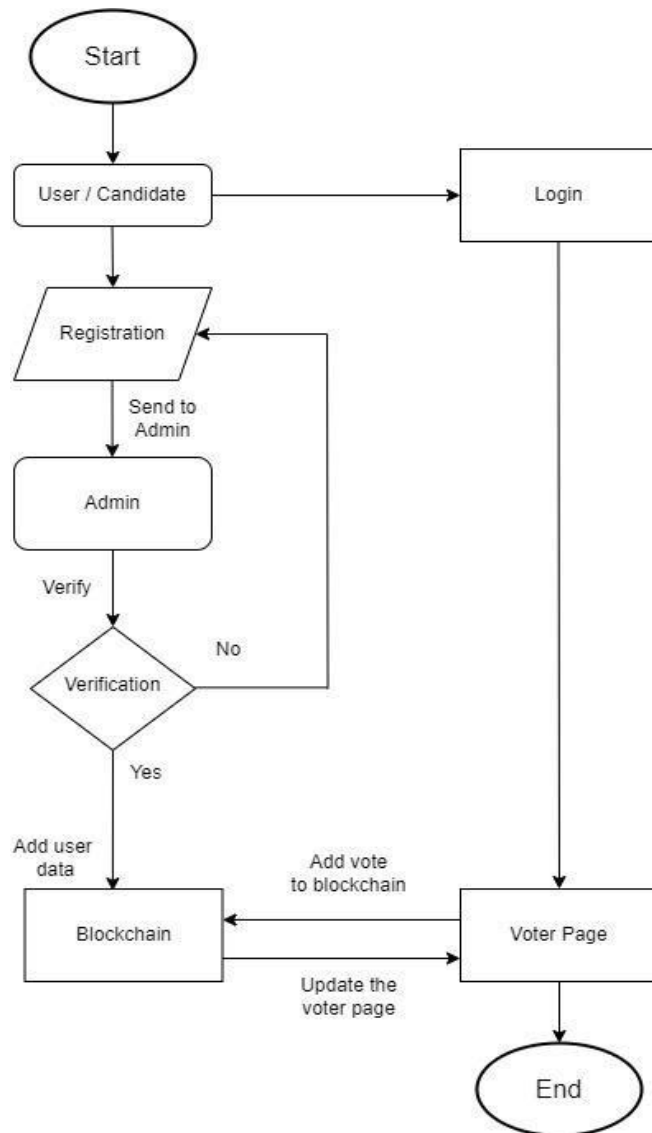 Start
User / Candidate
Login
Registration
Send to
Admin
Admin
Verify
No
Verification
Yes
Add user
data
Add vote
to blockchain
Blockchain
Voter Page
Update the
voter page
End